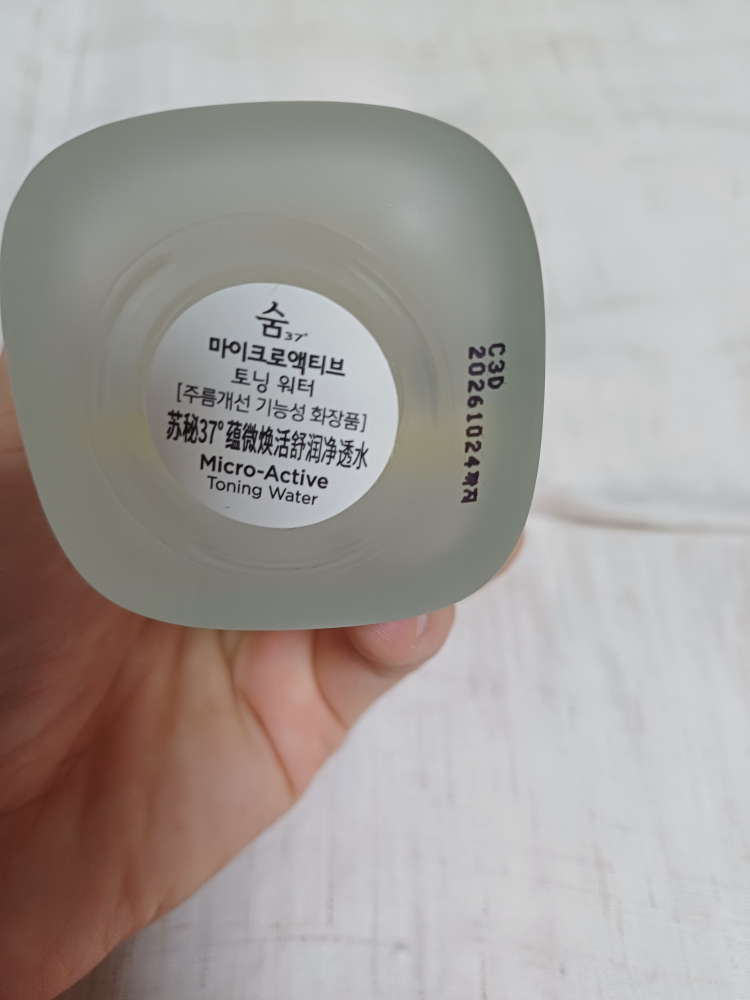 숨37°
마이크로액티브
토닝 워터
[주름개선 기능성 화장품]
苏秘37°蕴微焕活舒润净透水
Micro-Active
Toning Water
C3D
20261024까지